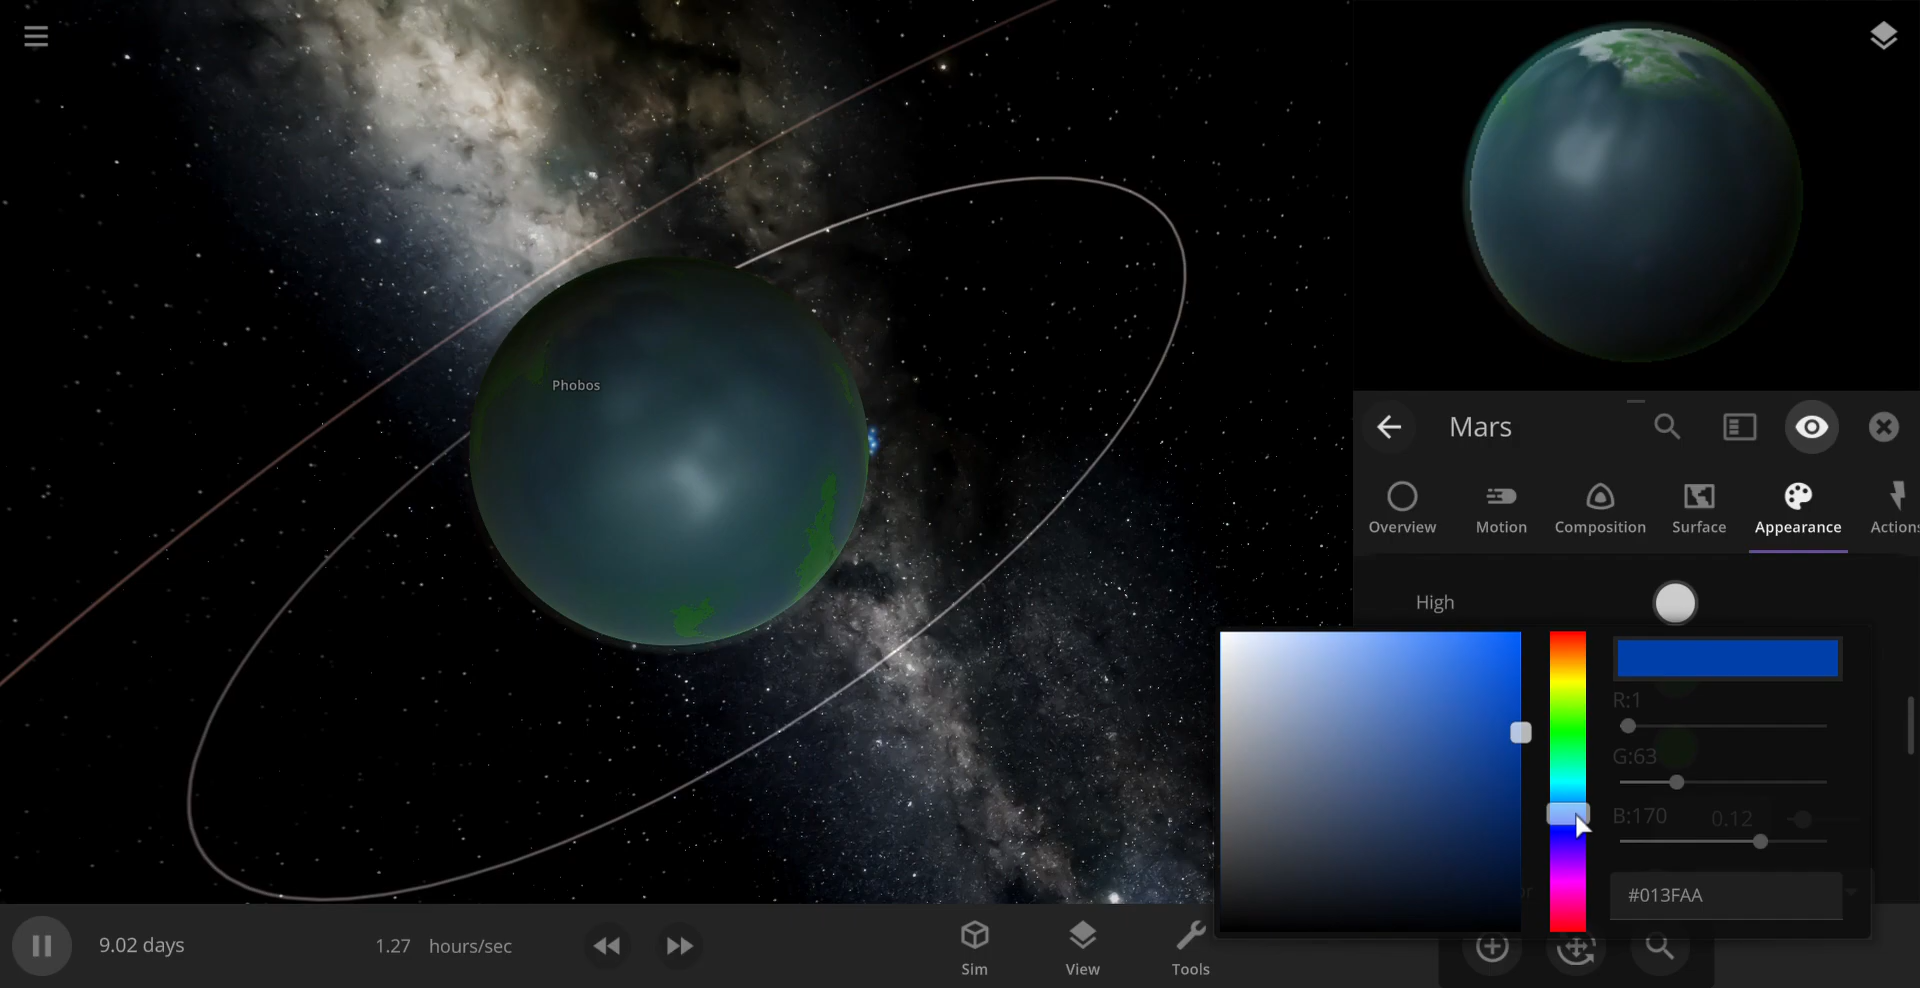 Phobos
Mars
Overview
Motion
Composition
Surface
Appearance
Actions
High
R:1
G:63
B:170
0.12
#013FAA
9.02 days
1.27 hours/sec
Sim
View
Tools